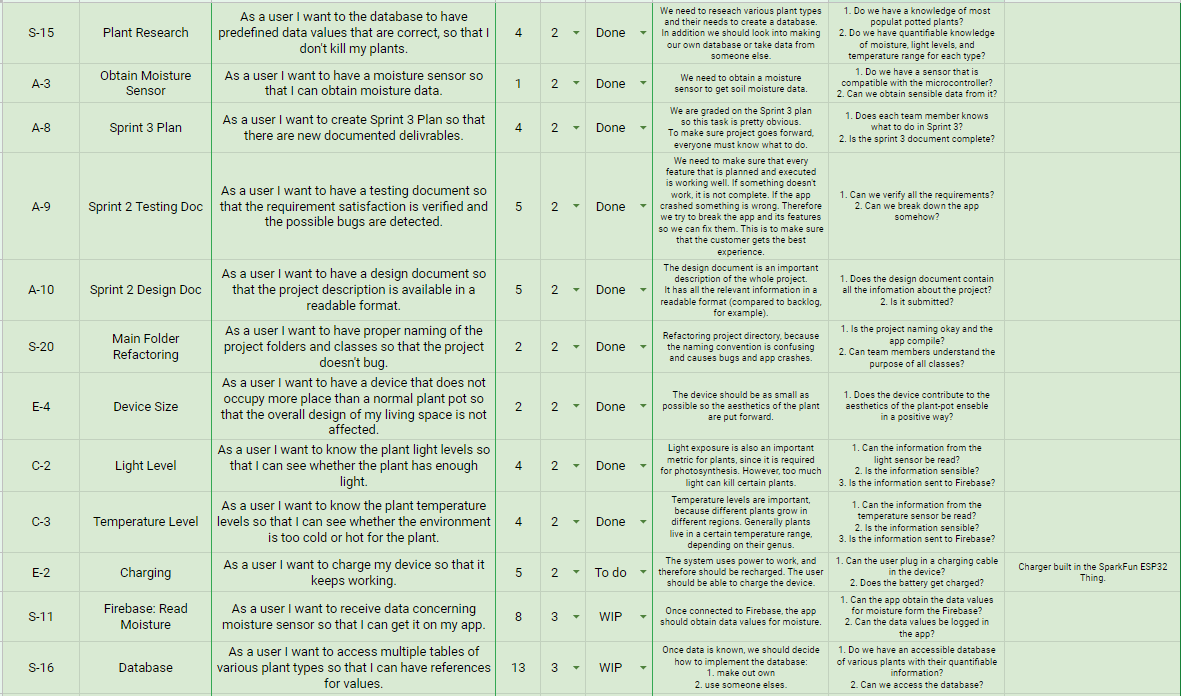 S-15
Plant Research
As a user I want to the database to have
predefined data values that are correct, so that I
don't kill my plants.
4
2
Done
We need to reseach various plant types
and their needs to create a database.
In addition we should look into making
our own database or take data from
someone else.
1. Do we have a knowledge of most
populat potted plants?
2. Do we have quantifiable knowledge
of moisture, light levels, and
temperature range for each type?
A-3
Obtain Moisture
Sensor
As a user I want to have a moisture sensor so
that I can obtain moisture data.
1
2
Done
We need to obtain a moisture
sensor to get soil moisture data.
1. Do we have a sensor that is
compatible with the microcontroller?
2. Can we obtain sensible data from it?
A-8
Sprint 3 Plan
As a user I want to create Sprint 3 Plan so that
there are new documented delivrables.
4
2
Done
We are graded on the Sprint 3 plan
so this task is pretty obvious.
To make sure project goes forward,
everyone must know what to do.
1. Does each team member knows
what to do in Sprint 3?
2. Is the sprint 3 document complete?
A-9
Sprint 2 Testing Doc
As a user I want to have a testing document so
that the requirement satisfaction is verified and
the possible bugs are detected.
5
2
Done
We need to make sure that every
feature that is planned and executed
is working well. If something doesn't
work, it is not complete. If the app
crashed something is wrong. Therefore
we try to break the app and its features
so we can fix them. This is to make sure
that the customer gets the best
experience.
1. Can we verify all the requirements?
2. Can we break down the app
somehow?
A-10
Sprint 2 Design Doc
As a user I want to have a design document so
that the project description is available in a
readable format.
5
2
Done
The design document is an important
description of the whole project.
It has all the relevant information in a
readable format (compared to backlog,
for example).
1. Does the design document contain
all the infomation about the project?
2. Is it submitted?
S-20
Main Folder
Refactoring
As a user I want to have proper naming of the
project folders and classes so that the project
doesn't bug.
2
2
Done
Refactoring project directory, because
the naming convention is confusing
and causes bugs and app crashes.
1. Is the project naming okay and the
app compile?
2. Can team members understand the
purpose of all classes?
E-4
Device Size
As a user I want to have a device that does not
occupy more place than a normal plant pot so
that the overall design of my living space is not
affected.
2
2
Done
The device should be as small as
possible so the aesthetics of the plant
are put forward.
1. Does the device contribute to the
aesthetics of the plant-pot enseble
in a positive way?
C-2
Light Level
As a user I want to know the plant light levels so
that I can see whether the plant has enough
light.
4
2
Done
Light exposure is also an important
metric for plants, since it is required
for photosynthesis. However, too much
light can kill certain plants.
1. Can the information from the
light sensor be read?
2. Is the information sensible?
3. Is the information sent to Firebase?
C-3
Temperature Level
As a user I want to know the plant temperature
levels so that I can see whether the environment
is too cold or hot for the plant.
4
2
Done
Temperature levels are important,
because different plants grow in
different regions. Generally plants
live in a certain temperature range,
depending on their genus.
1. Can the information from the
temperature sensor be read?
2. Is the information sensible?
3. Is the information sent to Firebase?
E-2
Charging
As a user I want to charge my device so that it
keeps working.
5
2
To do
The system uses power to work, and
therefore should be recharged. The user
should be able to charge the device.
1. Can the user plug in a charging cable
in the device?
2. Does the battery get charged?
Charger built in the SparkFun ESP32
Thing.
S-11
Firebase: Read
Moisture
As a user I want to receive data concerning
moisture sensor so that I can get it on my app.
8
3
WIP
Once connected to Firebase, the app
should obtain data values for moisture.
1. Can the app obtain the data values
for moisture form the Firebase?
2. Can the data values be logged in
the app?
S-16
Database
As a user I want to access multiple tables of
various plant types so that I can have references
for values.
13
3
WIP
Once data is known, we should decide
how to implement the database:
1. make out own
2. use someone elses.
1. Do we have an accessible database
of various plants with their quantifiable
information?
2. Can we access the database?